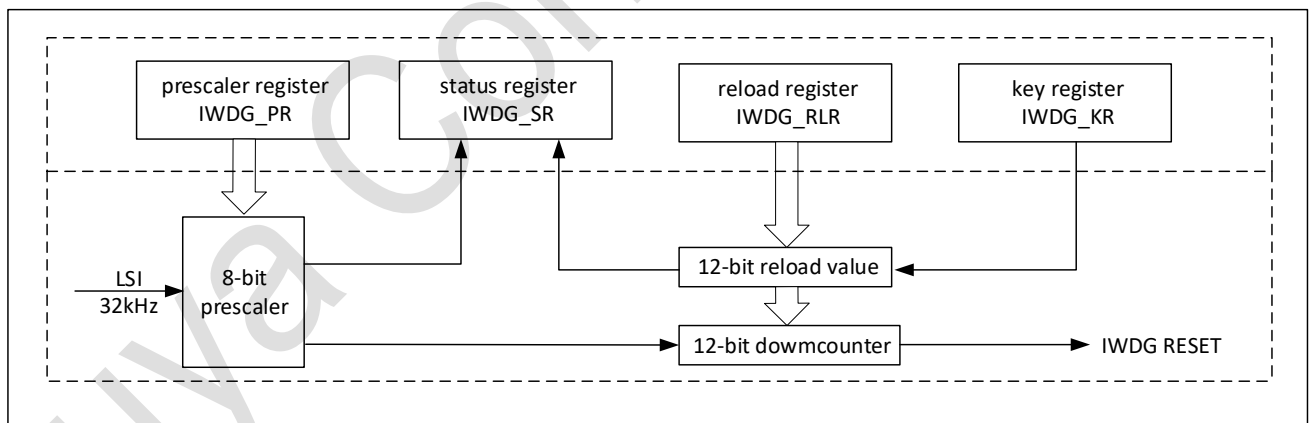 prescaler register
IWDG_PR
status register
IWDG_SR
reload register
IWDG_RLR
key register
IWDG_KR
LSI
32kHz
8-bit
prescaler
12-bit reload value
12-bit dowmcounter
IWDG RESET